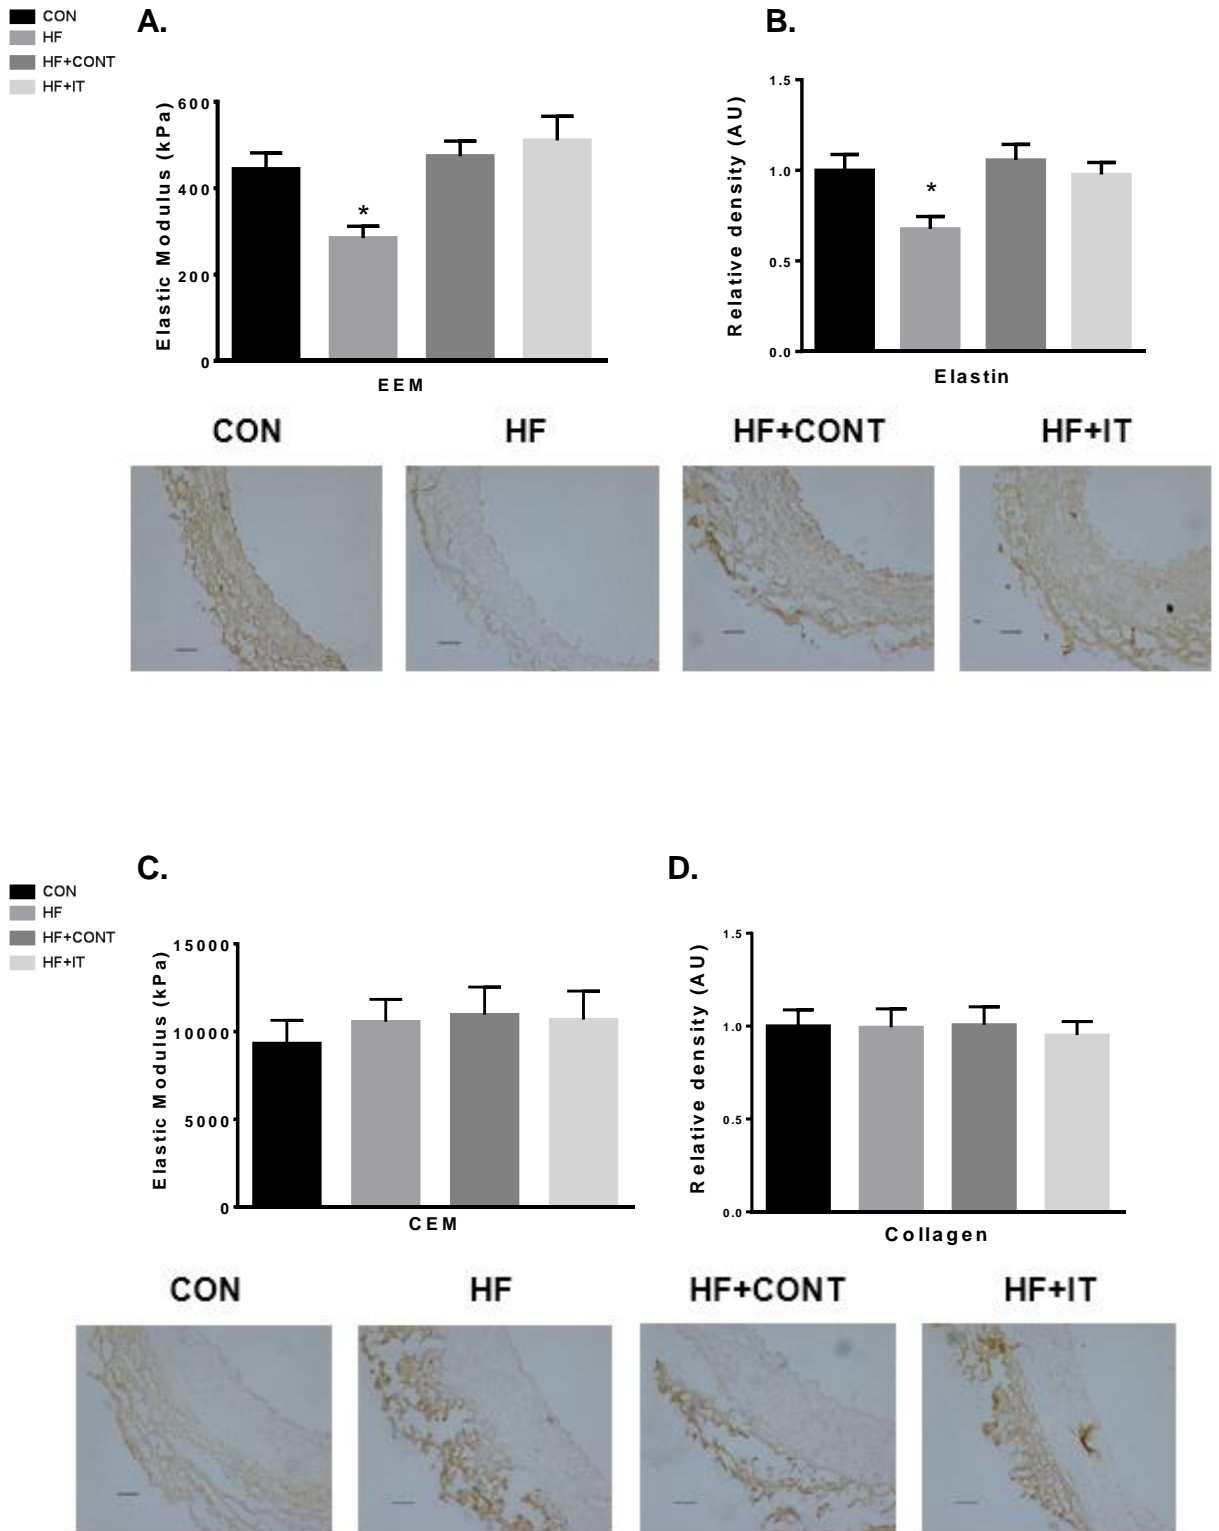 CON
HF
HF+CONT
HF+IT
A.
Elastic Modulus (kPa)
600
400
200
0
*
EEM
B.
Relative density (AU)
1.5
1.0
0.5
0.0
*
Elastin
CON HF HF+CONT HF+IT
CON
HF
HF+CONT
HF+IT
C.
Elastic Modulus (kPa)
15000
10000
5000
0
CEM
D.
Relative density (AU)
1.5
1.0
0.5
0.0
Collagen
CON HF HF+CONT HF+IT